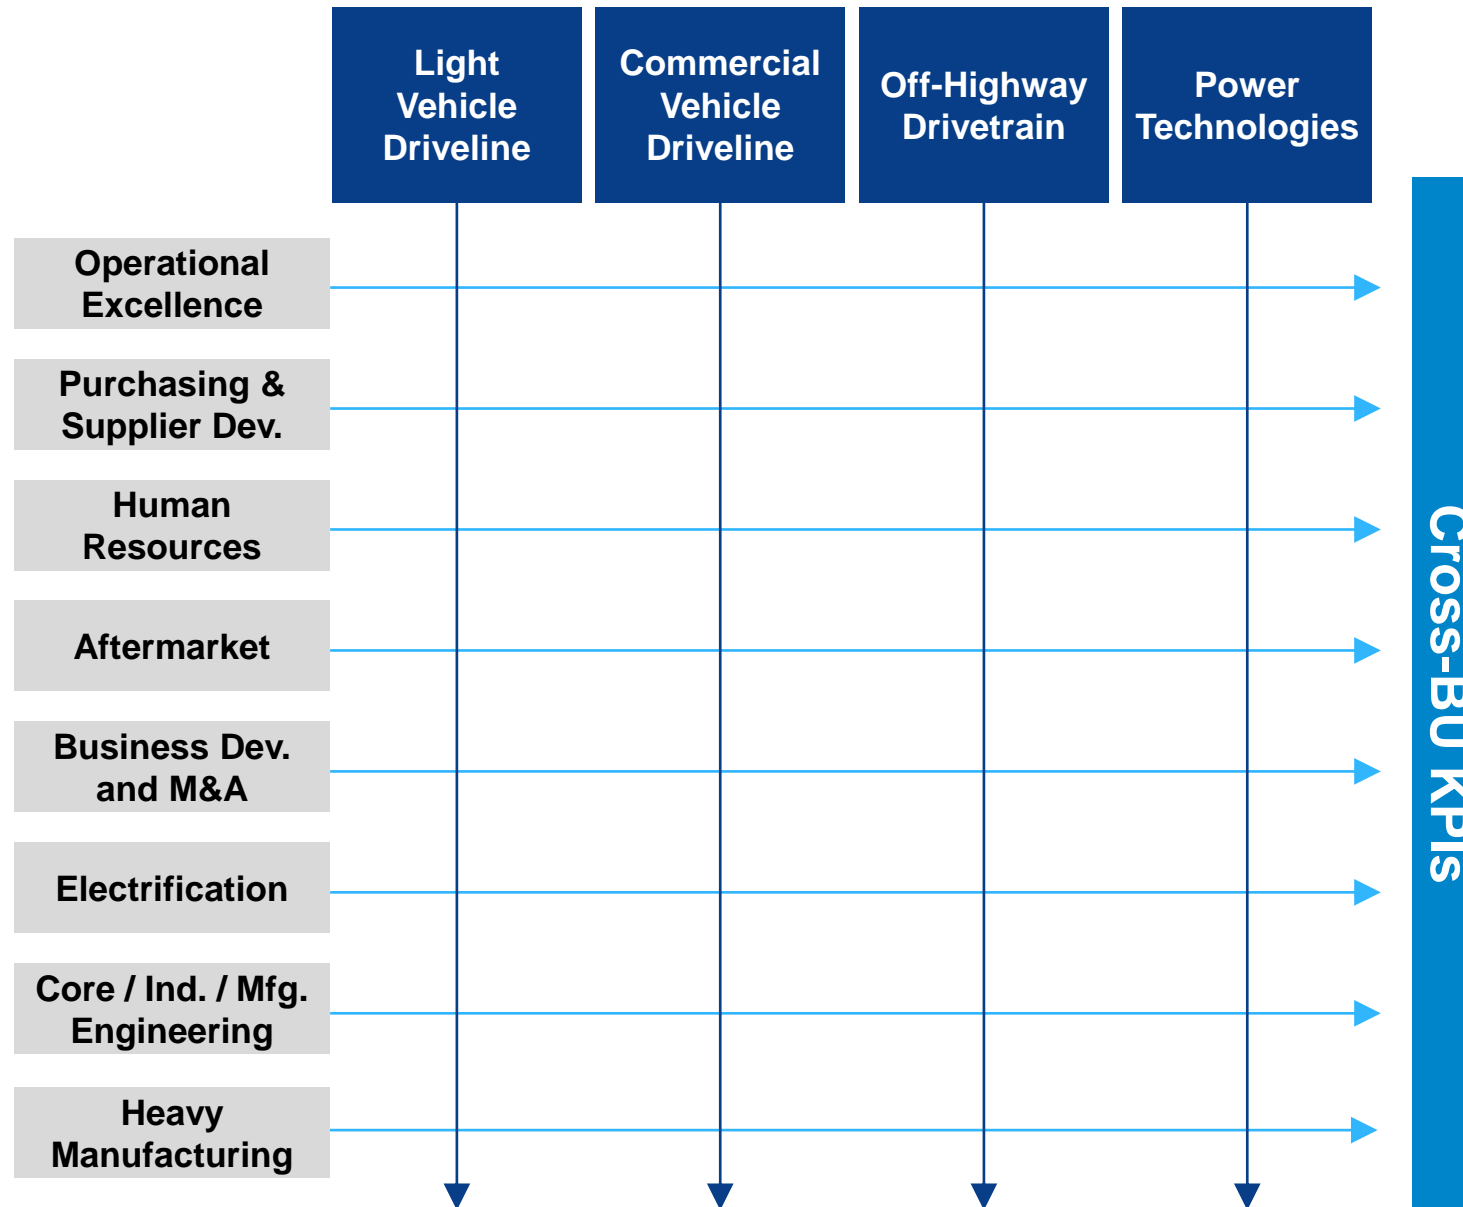 Light
Vehicle
Driveline
Commercial
Vehicle
Driveline
Off-Highway
Drivetrain
Power
Technologies
Operational
Excellence
Purchasing &
Supplier Dev.
Human
Resources
Aftermarket
Business Dev.
and M&A
Electrification
Core / Ind. / Mfg.
Engineering
Heavy
Manufacturing
Cross-BU KPIs